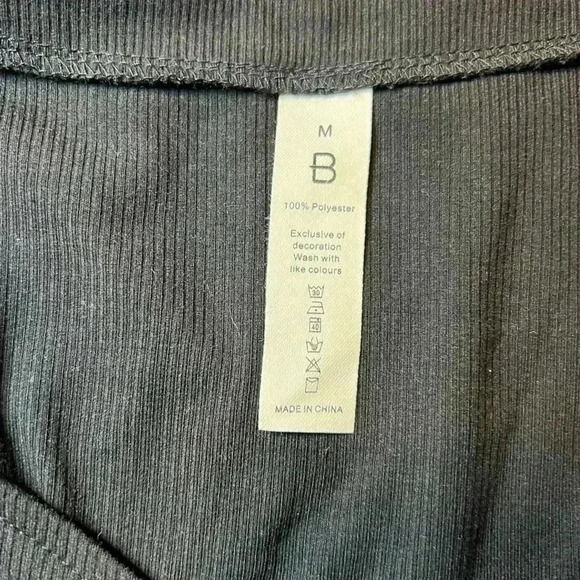 M
B
100% Polyester
Exclusive of
decoration
Wash with
like colours
30
40
MADE IN CHINA